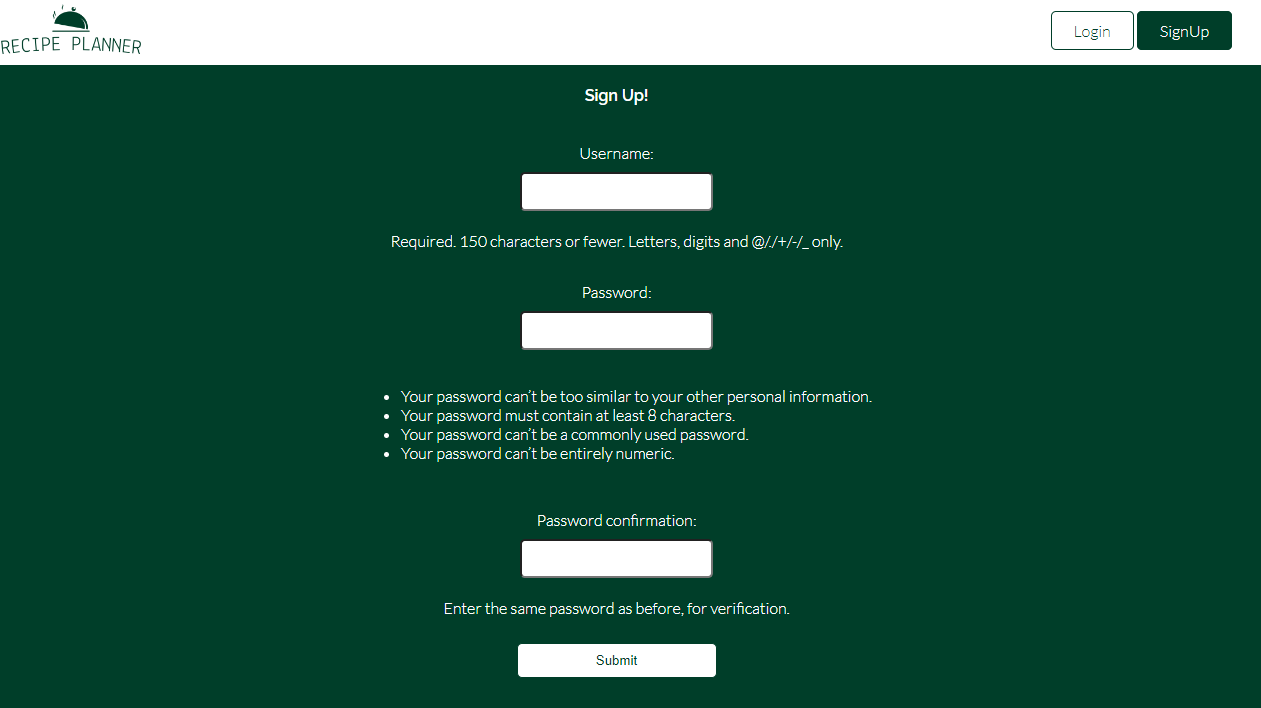 RECIPE PLANNER
Login
SignUp
Sign Up!
Username:
Required. 150 characters or fewer. Letters, digits and @/./+/-/_ only.
Password:
Your password can’t be too similar to your other personal information.
Your password must contain at least 8 characters.
Your password can’t be a commonly used password.
Your password can’t be entirely numeric.
Password confirmation:
Enter the same password as before, for verification.
Submit